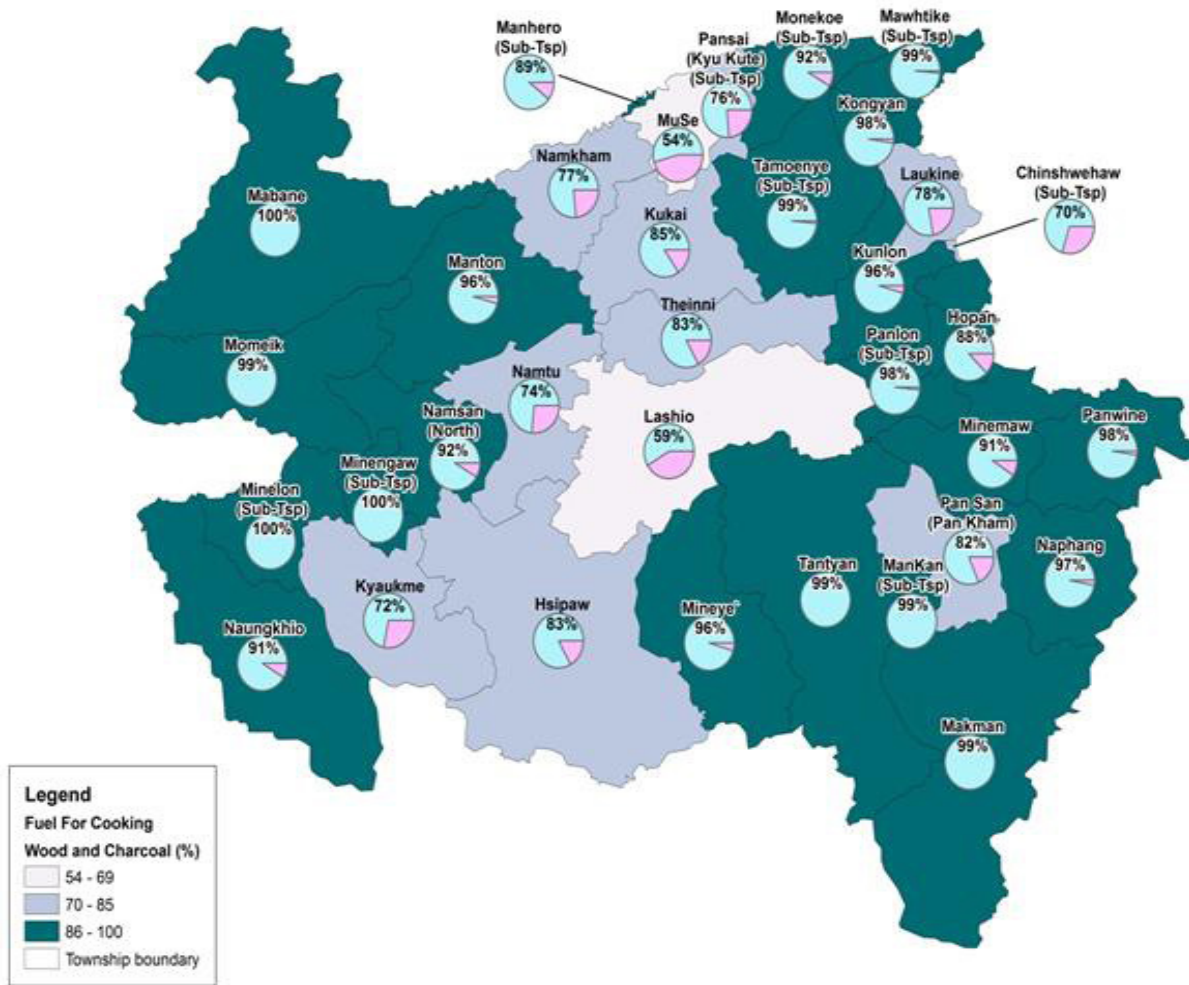 Manhero
(Sub-Tsp)
89%
Pansai
(Kyu Kute)
(Sub-Tsp)
76%
Monekoe
(Sub-Tsp)
92%
Mawhtike
(Sub-Tsp)
99%
Kongyan
98%
MuSe
54%
Namkham
77%
Tamoenye
(Sub-Tsp)
99%
Laukine
78%
Chinshwehaw
(Sub-Tsp)
70%
Mabane
100%
Kukai
85%
Manton
96%
Kunlon
96%
Theinni
83%
Hopan
88%
Momeik
99%
Panlon
(Sub-Tsp)
98%
Namtu
74%
Namsan
(North)
92%
Lashio
59%
Minemaw
91%
Panwine
98%
Minengaw
(Sub-Tsp)
100%
Minelon
(Sub-Tsp)
100%
Pan San
(Pan Kham)
82%
Naphang
97%
Tantyan
99%
ManKan
(Sub-Tsp)
99%
Kyaukme
72%
Hsipaw
83%
Mineye
96%
Naungkhio
91%
Makman
99%
Legend
Fuel For Cooking
Wood and Charcoal (%)
54 - 69
70 - 85
86 - 100
Township boundary